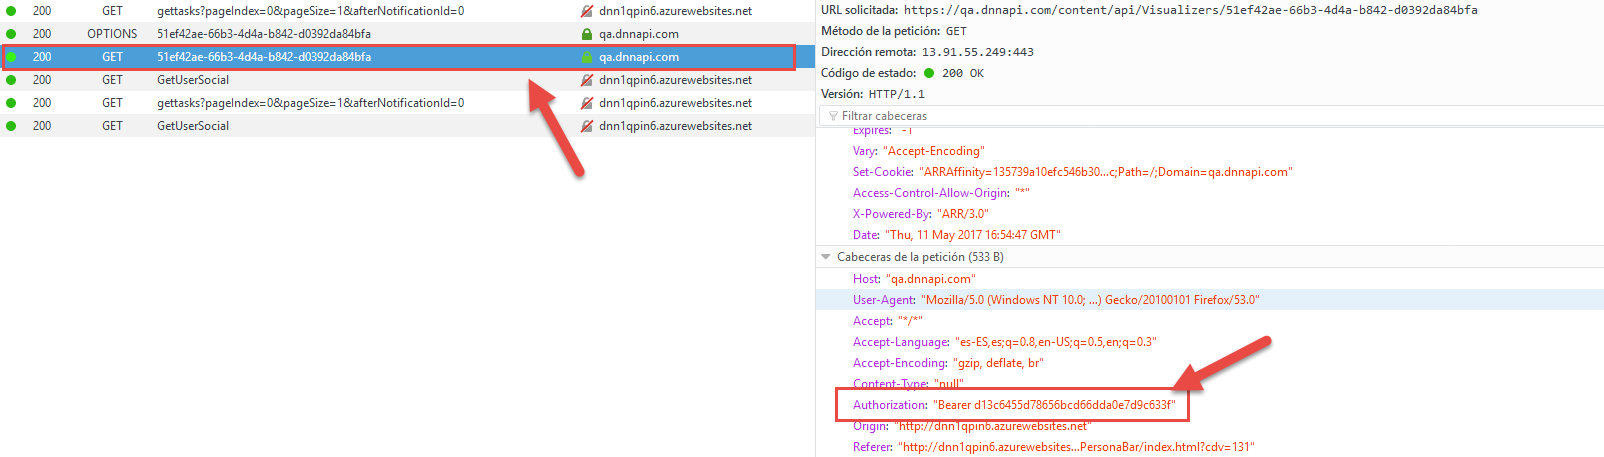 200 GET gettasks?pageIndex=0&pageSize=1&afterNotificationId=0 dnn1qpin6.azurewebsites.net
200 OPTIONS 51ef42ae-66b3-4d4a-b842-d0392da84bfa qa.dnnapi.com
200 GET 51ef42ae-66b3-4d4a-b842-d0392da84bfa qa.dnnapi.com
200 GET GetUserSocial dnn1qpin6.azurewebsites.net
200 GET gettasks?pageIndex=0&pageSize=1&afterNotificationId=0 dnn1qpin6.azurewebsites.net
200 GET GetUserSocial dnn1qpin6.azurewebsites.net
URL solicitada: https://qa.dnnapi.com/content/api/Visualizers/51ef42ae-66b3-4d4a-b842-d0392da84bfa
Método de la petición: GET
Dirección remota: 13.91.55.249:443
Código de estado: 200 OK
Versión: HTTP/1.1
Filtrar cabeceras
Expires: "-1"
Vary: "Accept-Encoding"
Set-Cookie: "ARRAffinity=135739a10efc546b30...c;Path=/;Domain=qa.dnnapi.com"
Access-Control-Allow-Origin: "*"
X-Powered-By: "ARR/3.0"
Date: "Thu, 11 May 2017 16:54:47 GMT"
Cabeceras de la petición (533 B)
Host: "qa.dnnapi.com"
User-Agent: "Mozilla/5.0 (Windows NT 10.0; ...) Gecko/20100101 Firefox/53.0"
Accept: "*/*"
Accept-Language: "es-ES,es;q=0.8,en-US;q=0.5,en;q=0.3"
Accept-Encoding: "gzip, deflate, br"
Content-Type: "null"
Authorization: "Bearer d13c6455d78656bcd66dda0e7d9c633f"
Origin: "http://dnn1qpin6.azurewebsites.net"
Referer: "http://dnn1qpin6.azurewebsites...PersonaBar/index.html?cdv=131"